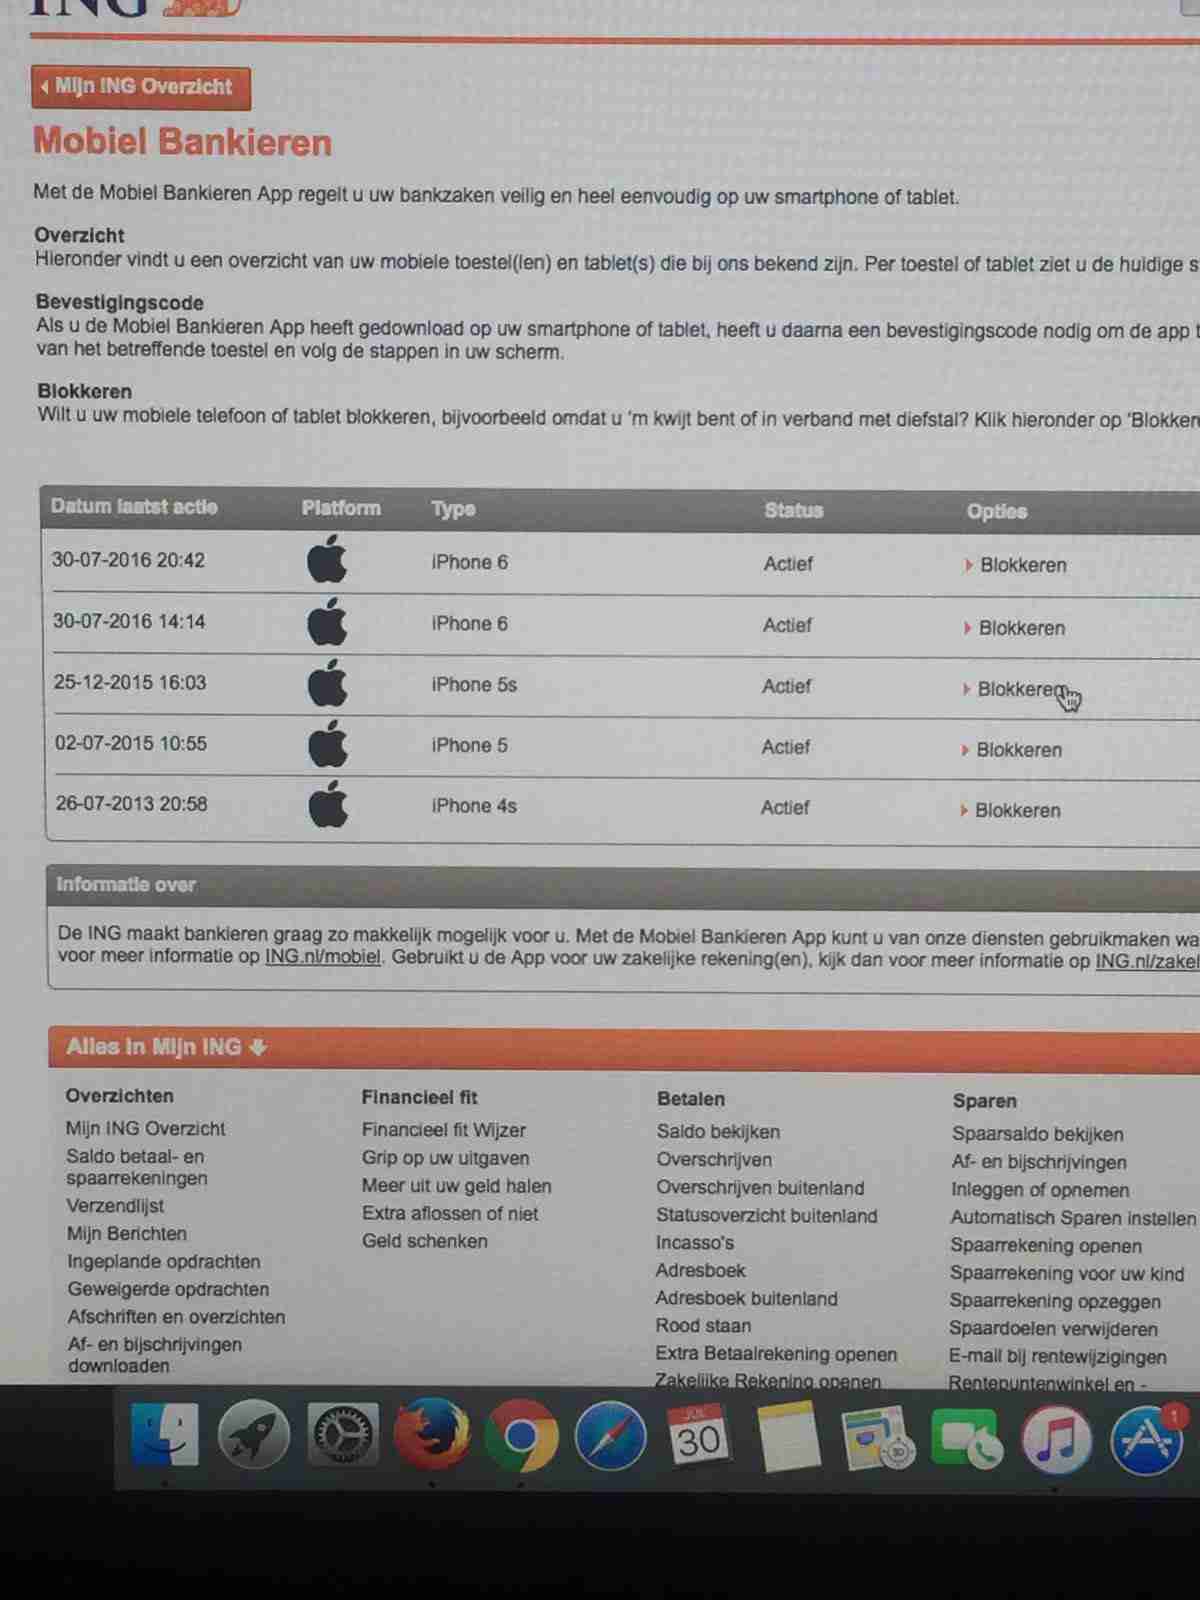 ING
Mijn ING Overzicht
Mobiel Bankieren
Met de Mobiel Bankieren App regelt u uw bankzaken veilig en heel eenvoudig op uw smartphone of tablet.
Overzicht
Hieronder vindt u een overzicht van uw mobiele toestel(len) en tablet(s) die bij ons bekend zijn. Per toestel of tablet ziet u de huidige s
Bevestigingscode
Als u de Mobiel Bankieren App heeft gedownload op uw smartphone of tablet, heeft u daarna een bevestigingscode nodig om de app t
van het betreffende toestel en volg de stappen in uw scherm.
Blokkeren
Wilt u uw mobiele telefoon of tablet blokkeren, bijvoorbeeld omdat u 'm kwijt bent of in verband met diefstal? Klik hieronder op 'Blokkere
Datum laatst actie Platform Type Status Opties
30-07-2016 20:42 iPhone 6 Actief Blokkeren
30-07-2016 14:14 iPhone 6 Actief Blokkeren
25-12-2015 16:03 iPhone 5s Actief Blokkeren
02-07-2015 10:55 iPhone 5 Actief Blokkeren
26-07-2013 20:58 iPhone 4s Actief Blokkeren
Informatie over
De ING maakt bankieren graag zo makkelijk mogelijk voor u. Met de Mobiel Bankieren App kunt u van onze diensten gebruikmaken wa
voor meer informatie op ING.nl/mobiel. Gebruikt u de App voor uw zakelijke rekening(en), kijk dan voor meer informatie op ING.nl/zakel
Alles in Mijn ING
Overzichten
Mijn ING Overzicht
Saldo betaal- en
spaarrekeningen
Verzendlijst
Mijn Berichten
Ingeplande opdrachten
Geweigerde opdrachten
Afschriften en overzichten
Af- en bijschrijvingen
downloaden
Financieel fit
Financieel fit Wijzer
Grip op uw uitgaven
Meer uit uw geld halen
Extra aflossen of niet
Geld schenken
Betalen
Saldo bekijken
Overschrijven
Overschrijven buitenland
Statusoverzicht buitenland
Incasso's
Adresboek
Adresboek buitenland
Rood staan
Extra Betaalrekening openen
Zakelijke Rekening openen
Sparen
Spaarsaldo bekijken
Af- en bijschrijvingen
Inleggen of opnemen
Automatisch Sparen instellen
Spaarrekening openen
Spaarrekening voor uw kind
Spaarrekening opzeggen
Spaardoelen verwijderen
E-mail bij rentewijzigingen
Rentepuntenwinkel en -
JUL
30
3D
1